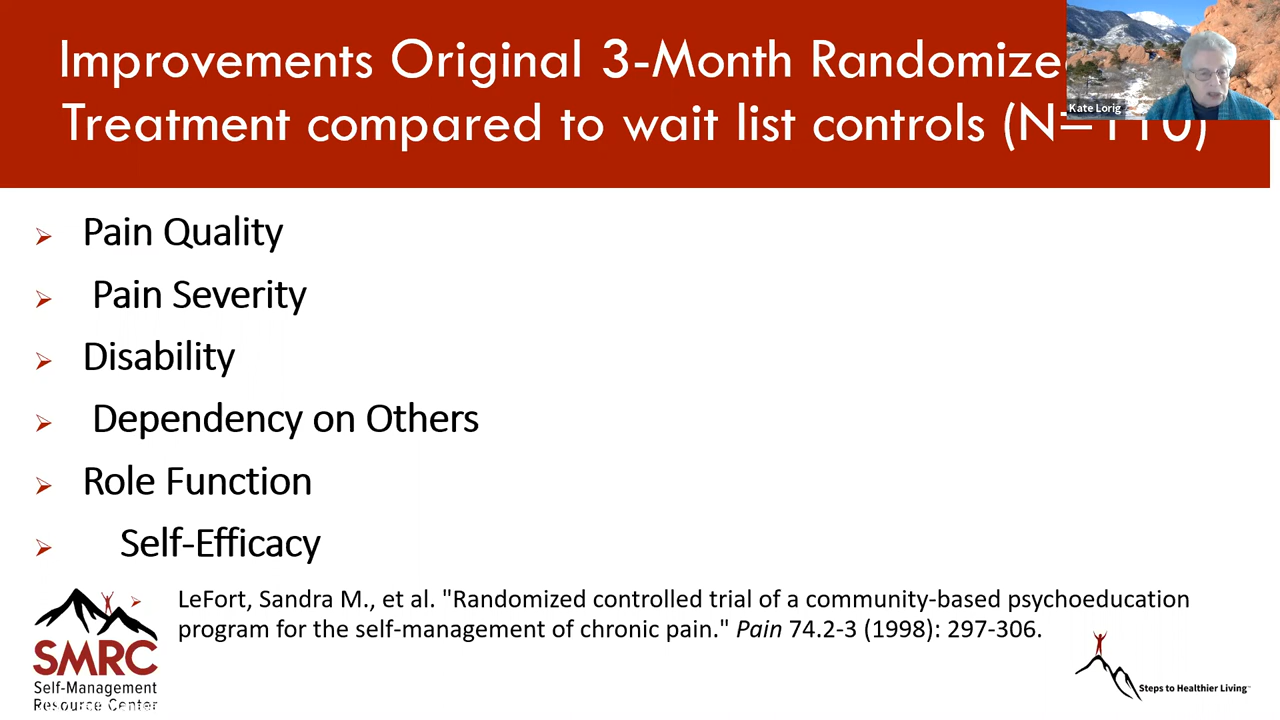 Improvements Original 3-Month Randomize
Treatment compared to wait list controls (N=110)
Kate Lorig
Pain Quality
Pain Severity
Disability
Dependency on Others
Role Function
Self-Efficacy
LeFort, Sandra M., et al. "Randomized controlled trial of a community-based psychoeducation
program for the self-management of chronic pain." Pain 74.2-3 (1998): 297-306.
SMRC
Self-Management
Resource Center
Steps to Healthier Living™